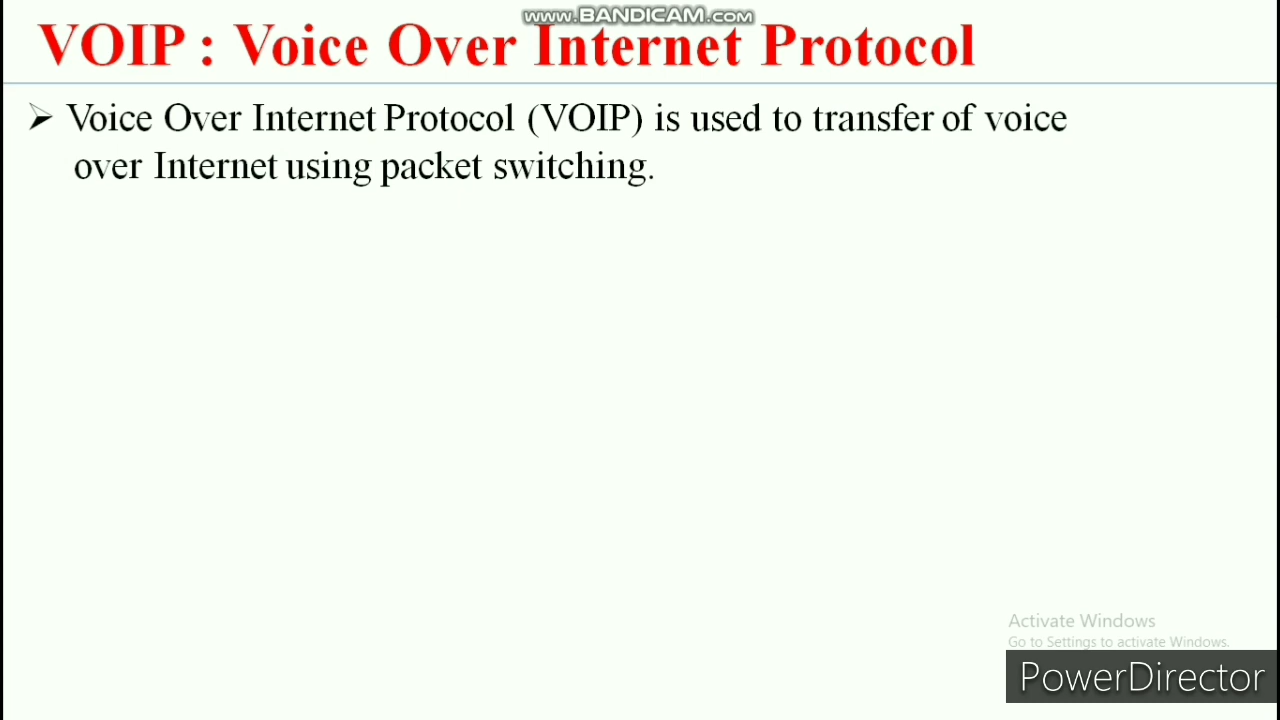 www.BANDICAM.com
VOIP : Voice Over Internet Protocol
➢ Voice Over Internet Protocol (VOIP) is used to transfer of voice
over Internet using packet switching.
Activate Windows
Go to Settings to activate Windows.
PowerDirector